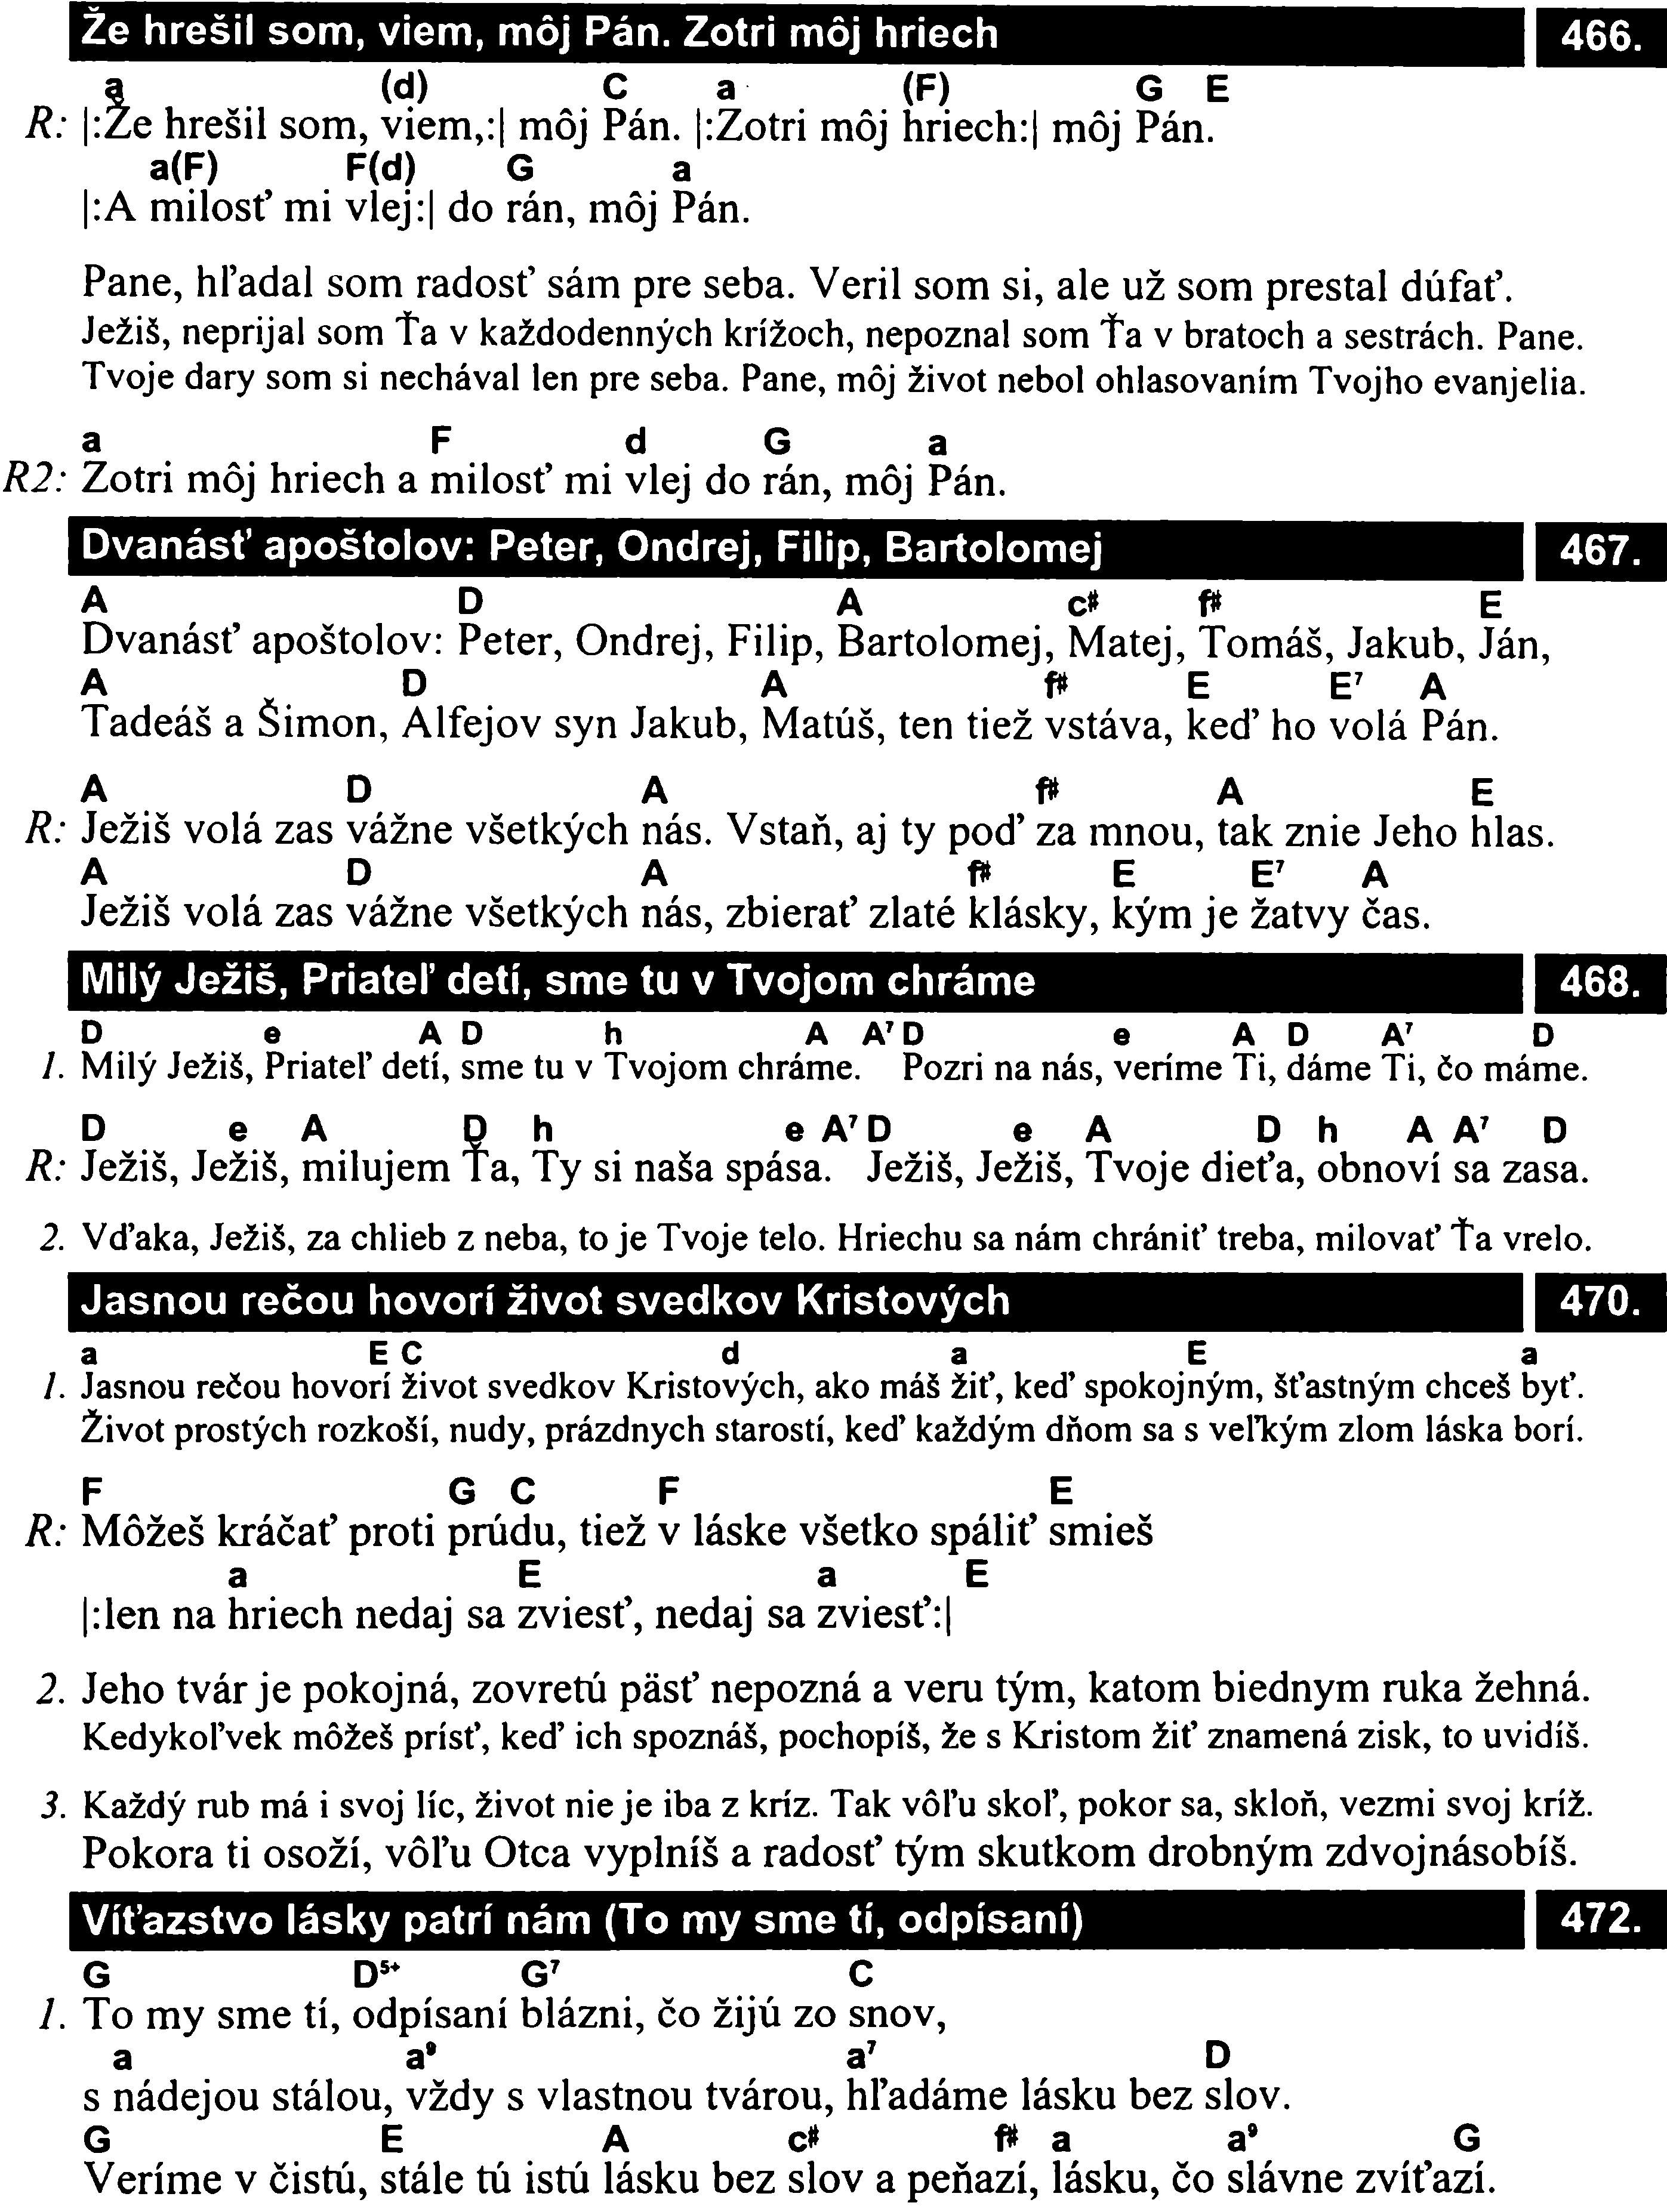 Že hrešil som, viem, môj Pán. Zotri môj hriech 466.
a (d) C a (F) G E
R: |:Že hrešil som, viem,:| môj Pán. |:Zotri môj hriech:| môj Pán.
a(F) F(d) G a
|:A milosť mi vlej:| do rán, môj Pán.
Pane, hľadal som radosť sám pre seba. Veril som si, ale už som prestal dúfať.
Ježiš, neprijal som Ťa v každodenných krížoch, nepoznal som Ťa v bratoch a sestrách. Pane.
Tvoje dary som si nechával len pre seba. Pane, môj život nebol ohlasovaním Tvojho evanjelia.
a F d G a
R2: Zotri môj hriech a milosť mi vlej do rán, môj Pán.
Dvanásť apoštolov: Peter, Ondrej, Filip, Bartolomej 467.
A D A c# f# E
Dvanásť apoštolov: Peter, Ondrej, Filip, Bartolomej, Matej, Tomáš, Jakub, Ján,
A D A f# E E⁷ A
Tadeáš a Šimon, Alfejov syn Jakub, Matúš, ten tiež vstáva, keď ho volá Pán.
A D A f# A E
R: Ježiš volá zas vážne všetkých nás. Vstaň, aj ty poď za mnou, tak znie Jeho hlas.
A D A f# E E⁷ A
Ježiš volá zas vážne všetkých nás, zbierať zlaté klásky, kým je žatvy čas.
Milý Ježiš, Priateľ detí, sme tu v Tvojom chráme 468.
D e A D h A A⁷ D e A D A⁷ D
1. Milý Ježiš, Priateľ detí, sme tu v Tvojom chráme. Pozri na nás, veríme Ti, dáme Ti, čo máme.
D e A D h e A⁷ D e A D h A A⁷ D
R: Ježiš, Ježiš, milujem Ťa, Ty si naša spása. Ježiš, Ježiš, Tvoje dieťa, obnoví sa zasa.
2. Vďaka, Ježiš, za chlieb z neba, to je Tvoje telo. Hriechu sa nám chrániť treba, milovať Ťa vrelo.
Jasnou rečou hovorí život svedkov Kristových 470.
a E C d a E a
1. Jasnou rečou hovorí život svedkov Kristových, ako máš žiť, keď spokojným, šťastným chceš byť.
Život prostých rozkoší, nudy, prázdnych starostí, keď každým dňom sa s veľkým zlom láska borí.
F G C F E
R: Môžeš kráčať proti prúdu, tiež v láske všetko spáliť smieš
a E a E
|:len na hriech nedaj sa zviesť, nedaj sa zviesť:|
2. Jeho tvár je pokojná, zovretú päsť nepozná a veru tým, katom biednym ruka žehná.
Kedykoľvek môžeš prísť, keď ich spoznáš, pochopíš, že s Kristom žiť znamená zisk, to uvidíš.
3. Každý rub má i svoj líc, život nie je iba z kríz. Tak vôľu skoľ, pokor sa, skloň, vezmi svoj kríž.
Pokora ti osoží, vôľu Otca vyplníš a radosť tým skutkom drobným zdvojnásobíš.
Víťazstvo lásky patrí nám (To my sme tí, odpísaní) 472.
G D⁵⁺ G⁷ C
1. To my sme tí, odpísaní blázni, čo žijú zo snov,
a a⁹ a⁷ D
s nádejou stálou, vždy s vlastnou tvárou, hľadáme lásku bez slov.
G E A c# f# a a⁹ G
Veríme v čistú, stále tú istú lásku bez slov a peňazí, lásku, čo slávne zvíťazí.